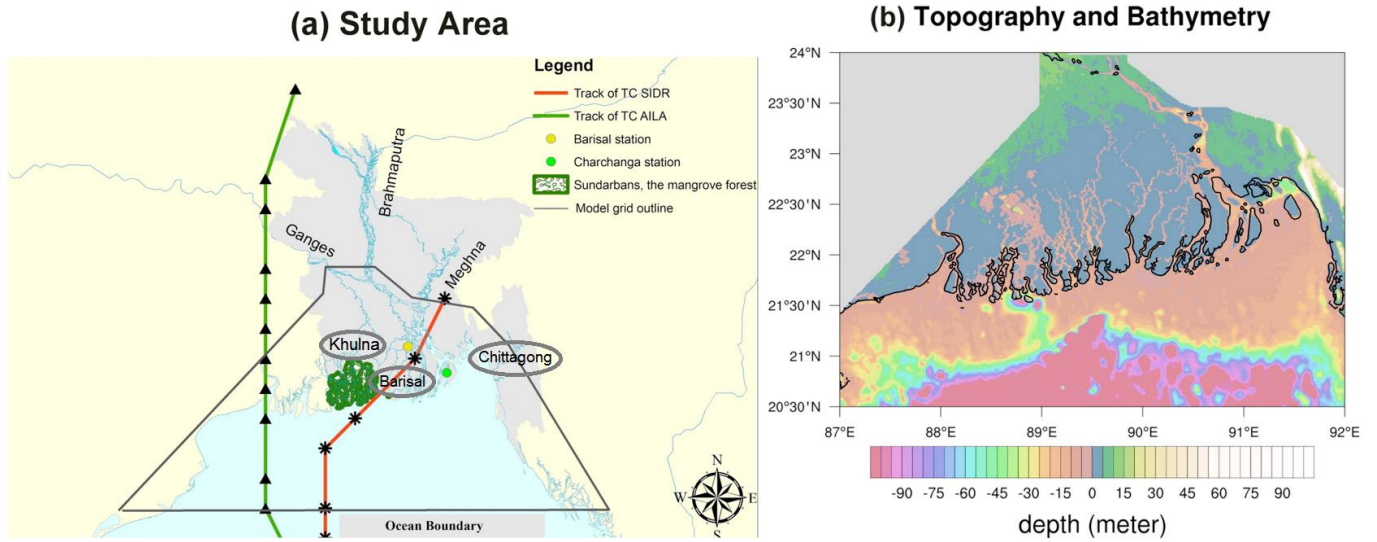 (a) Study Area
Legend
Track of TC SIDR
Track of TC AILA
Barisal station
Charchanga station
Sundarbans, the mangrove forest
Model grid outline
Brahmaputra
Ganges
Meghna
Khulna
Barisal
Chittagong
N
W E
S
Ocean Boundary
(b) Topography and Bathymetry
24°N
23°30'N
23°N
22°30'N
22°N
21°30'N
21°N
20°30'N
87°E 88°E 89°E 90°E 91°E 92°E
-90 -75 -60 -45 -30 -15 0 15 30 45 60 75 90
depth (meter)